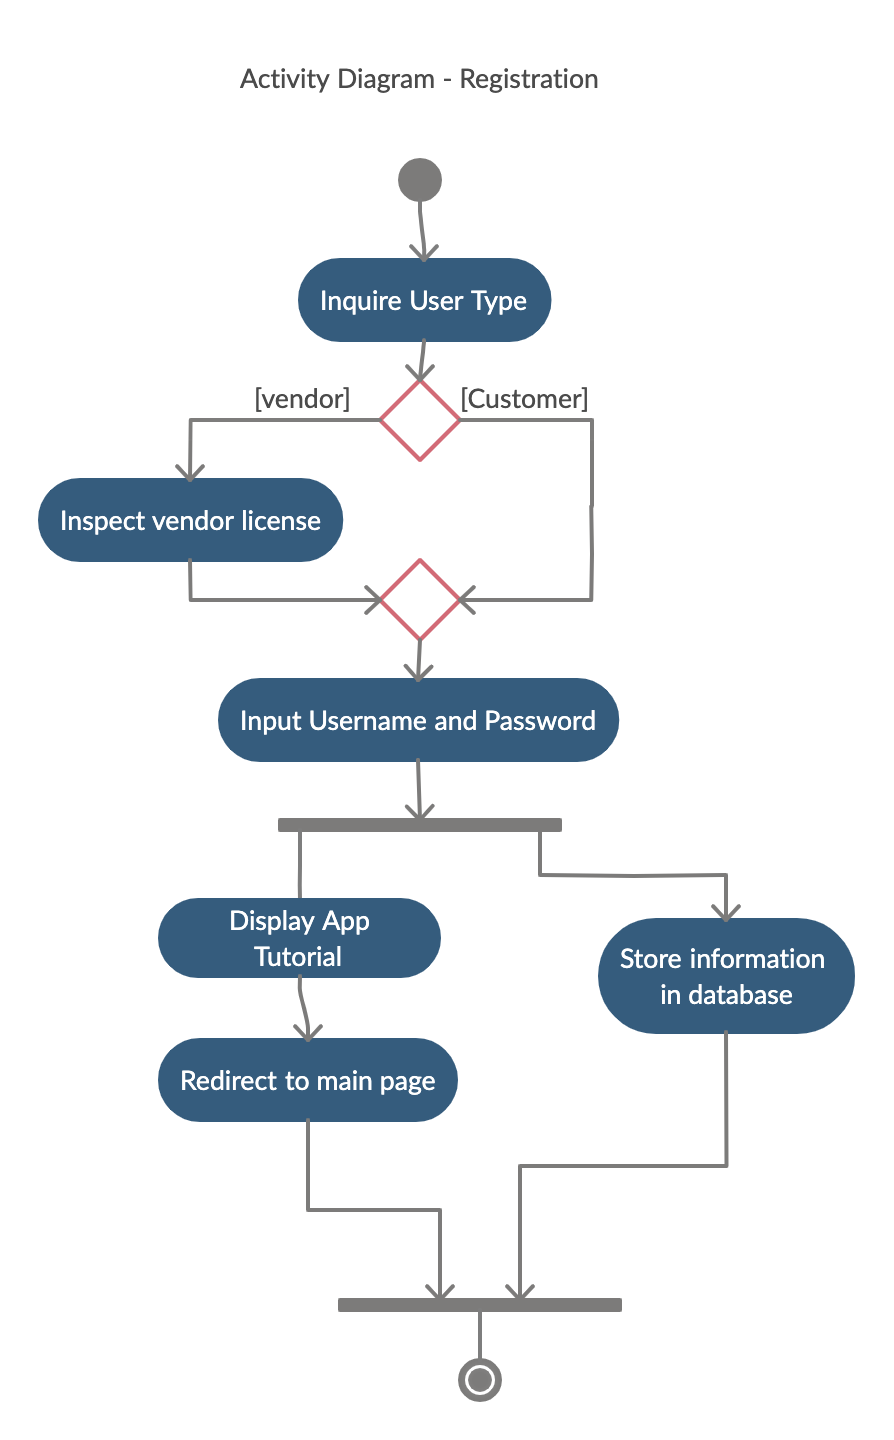 Activity Diagram - Registration
Inquire User Type
[vendor]
[Customer]
Inspect vendor license
Input Username and Password
Display App
Tutorial
Store information
in database
Redirect to main page